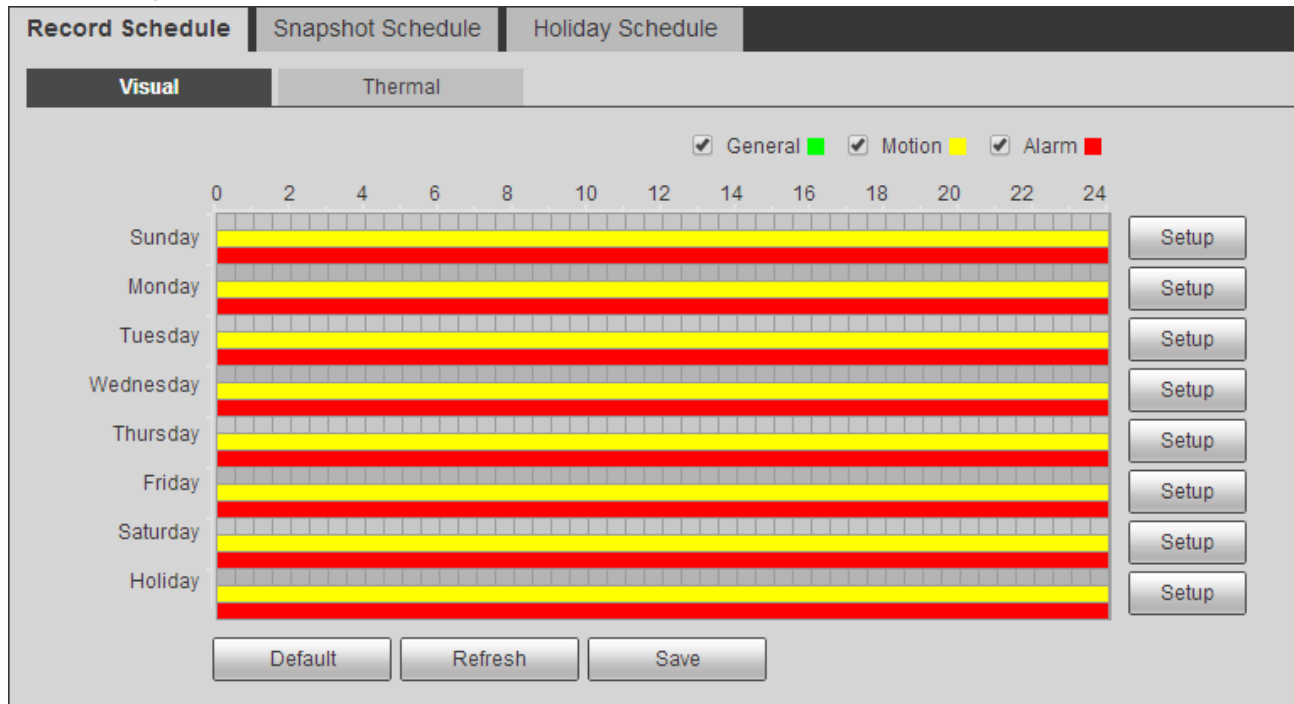 Record Schedule Snapshot Schedule Holiday Schedule
Visual Thermal
General Motion Alarm
0 2 4 6 8 10 12 14 16 18 20 22 24
Sunday Setup
Monday Setup
Tuesday Setup
Wednesday Setup
Thursday Setup
Friday Setup
Saturday Setup
Holiday Setup
Default Refresh Save